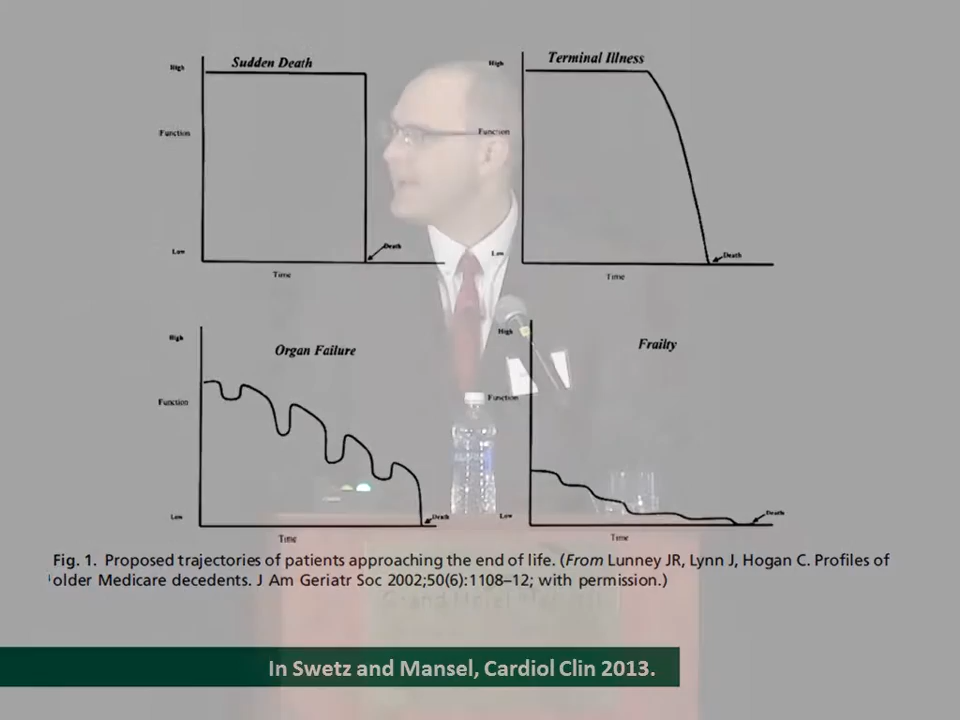 Sudden Death
High
Function
Low
Death
Time
Terminal Illness
High
Function
Low
Death
Time
Organ Failure
High
Function
Low
Death
Time
Frailty
High
Function
Low
Death
Time
Fig. 1. Proposed trajectories of patients approaching the end of life. (From Lunney JR, Lynn J, Hogan C. Profiles of
older Medicare decedents. J Am Geriatr Soc 2002;50(6):1108–12; with permission.)
Grand Hotel
In Swetz and Mansel, Cardiol Clin 2013.